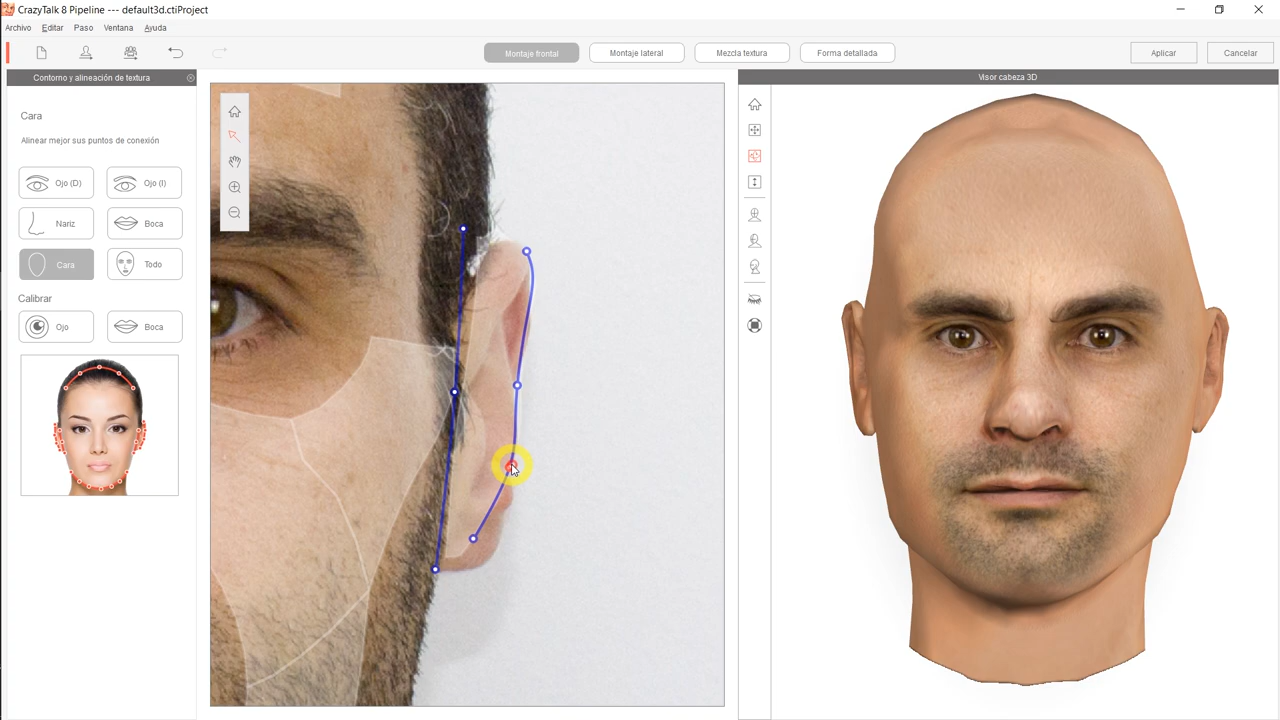 CrazyTalk 8 Pipeline --- default3d.ctiProject
Archivo Editar Paso Ventana Ayuda
Montaje frontal Montaje lateral Mezcla textura Forma detallada Aplicar Cancelar
Contorno y alineación de textura
Visor cabeza 3D
Cara
Alinear mejor sus puntos de conexión
Ojo (D) Ojo (I)
Nariz Boca
Cara Todo
Calibrar
Ojo Boca